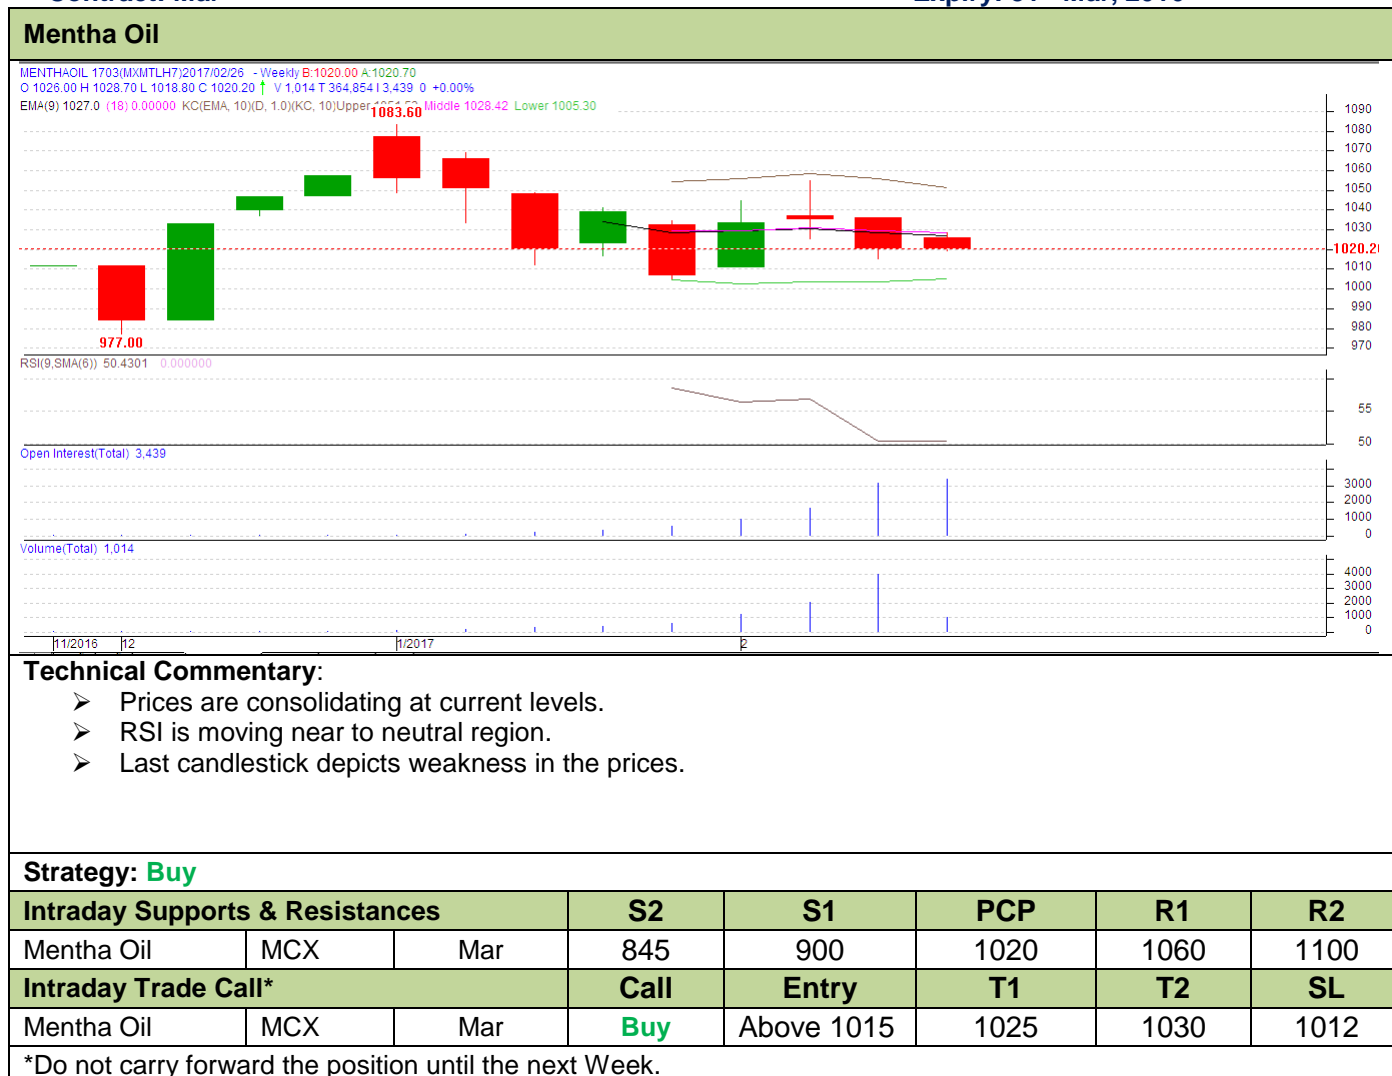 Mentha Oil
MENTHAOIL 1703(MXMTLH7)2017/02/26 - Weekly B:1020.00 A:1020.70
O 1026.00 H 1028.70 L 1018.80 C 1020.20 ↑ V 1,014 T 364,854 I 3,439 0 +0.00%
EMA(9) 1027.0 (18) 0.00000 KC(EMA, 10)(D, 1.0)(KC, 10)Upper Middle 1028.42 Lower 1005.30
1083.60
1090
1080
1070
1060
1050
1040
1030
1020.20
1010
1000
990
980
970
977.00
RSI(9,SMA(6)) 50.4301 0.000000
55
50
Open Interest(Total) 3,439
3000
2000
1000
0
Volume(Total) 1,014
4000
3000
2000
1000
0
11/2016 12 1/2017 2
Technical Commentary:
➢ Prices are consolidating at current levels.
➢ RSI is moving near to neutral region.
➢ Last candlestick depicts weakness in the prices.
Strategy: Buy
Intraday Supports & Resistances S2 S1 PCP R1 R2
Mentha Oil MCX Mar 845 900 1020 1060 1100
Intraday Trade Call* Call Entry T1 T2 SL
Mentha Oil MCX Mar Buy Above 1015 1025 1030 1012
*Do not carry forward the position until the next Week.